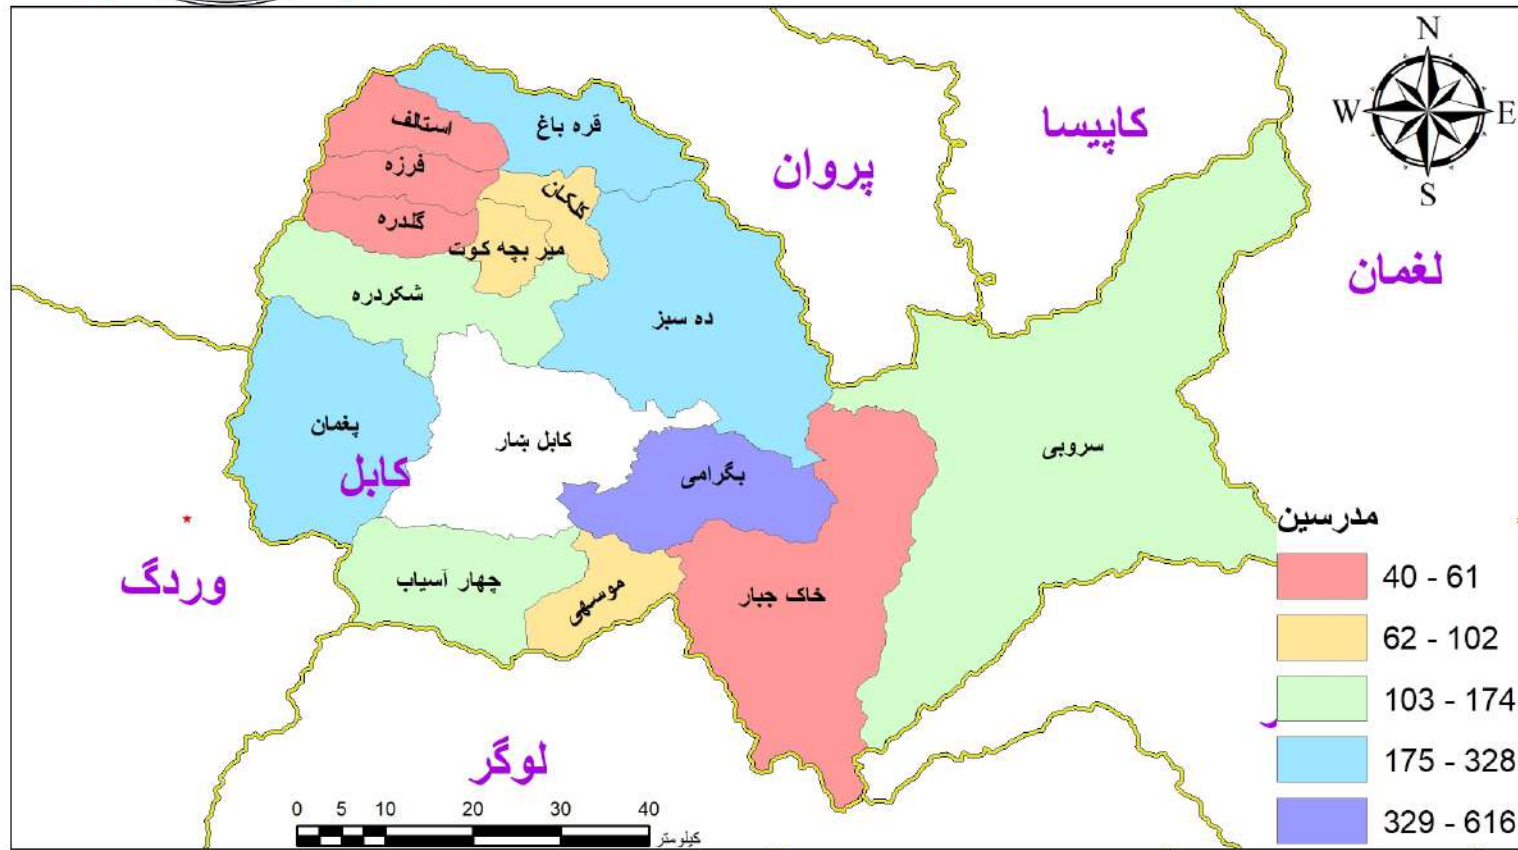 N
W
E
S
کاپیسا
پروان
لغمان
استالف
قره باغ
فرزه
کلکان
گلدره
میر بچه کوت
شکردره
ده سبز
پغمان
کابل ښار
سروبی
کابل
بگرامی
وردگ
چهار آسیاب
موسهی
خاک جبار
لوگر
مدرسین
40 - 61
62 - 102
103 - 174
175 - 328
329 - 616
0 5 10 20 30 40
کیلومتر